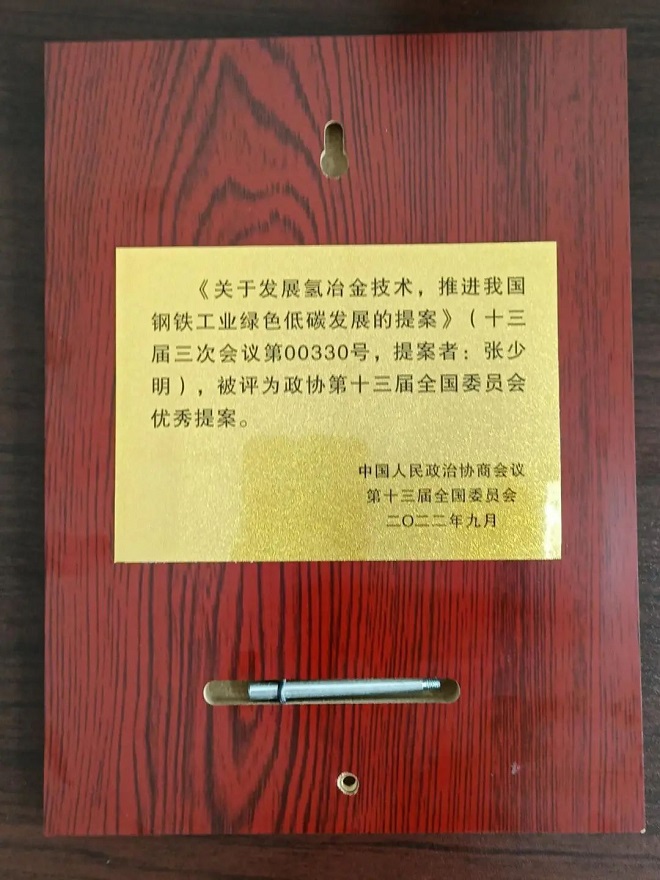 《关于发展氢冶金技术，推进我国
钢铁工业绿色低碳发展的提案》（十三
届三次会议第00330号，提案者：张少
明），被评为政协第十三届全国委员会
优秀提案。
中国人民政治协商会议
第十三届全国委员会
二〇二二年九月